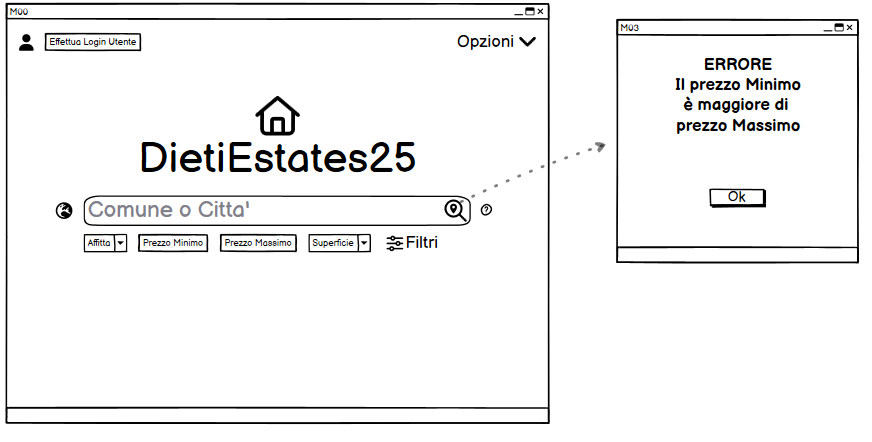 M00
Effettua Login Utente
Opzioni
DietiEstates25
Comune o Citta'
?
Affitta
Prezzo Minimo
Prezzo Massimo
Superficie
Filtri
M03
ERRORE
Il prezzo Minimo
è maggiore di
prezzo Massimo
Ok